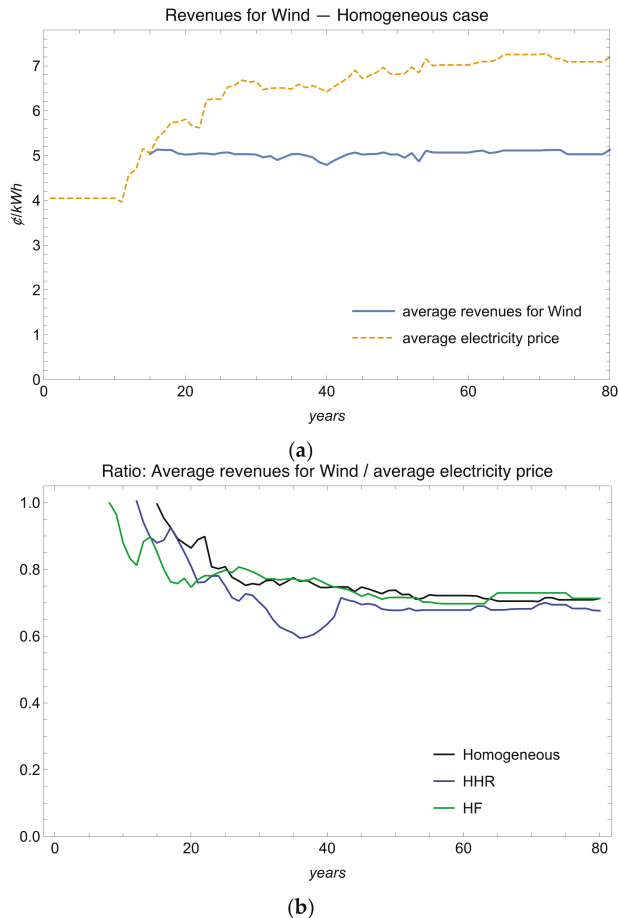 Revenues for Wind — Homogeneous case
7
6
5
4
3
2
1
0
¢/kWh
average revenues for Wind
average electricity price
20
40
60
80
years
(a)
Ratio: Average revenues for Wind / average electricity price
1.0
0.8
0.6
0.4
0.2
0.0
Homogeneous
HHR
HF
0
20
40
60
80
years
(b)